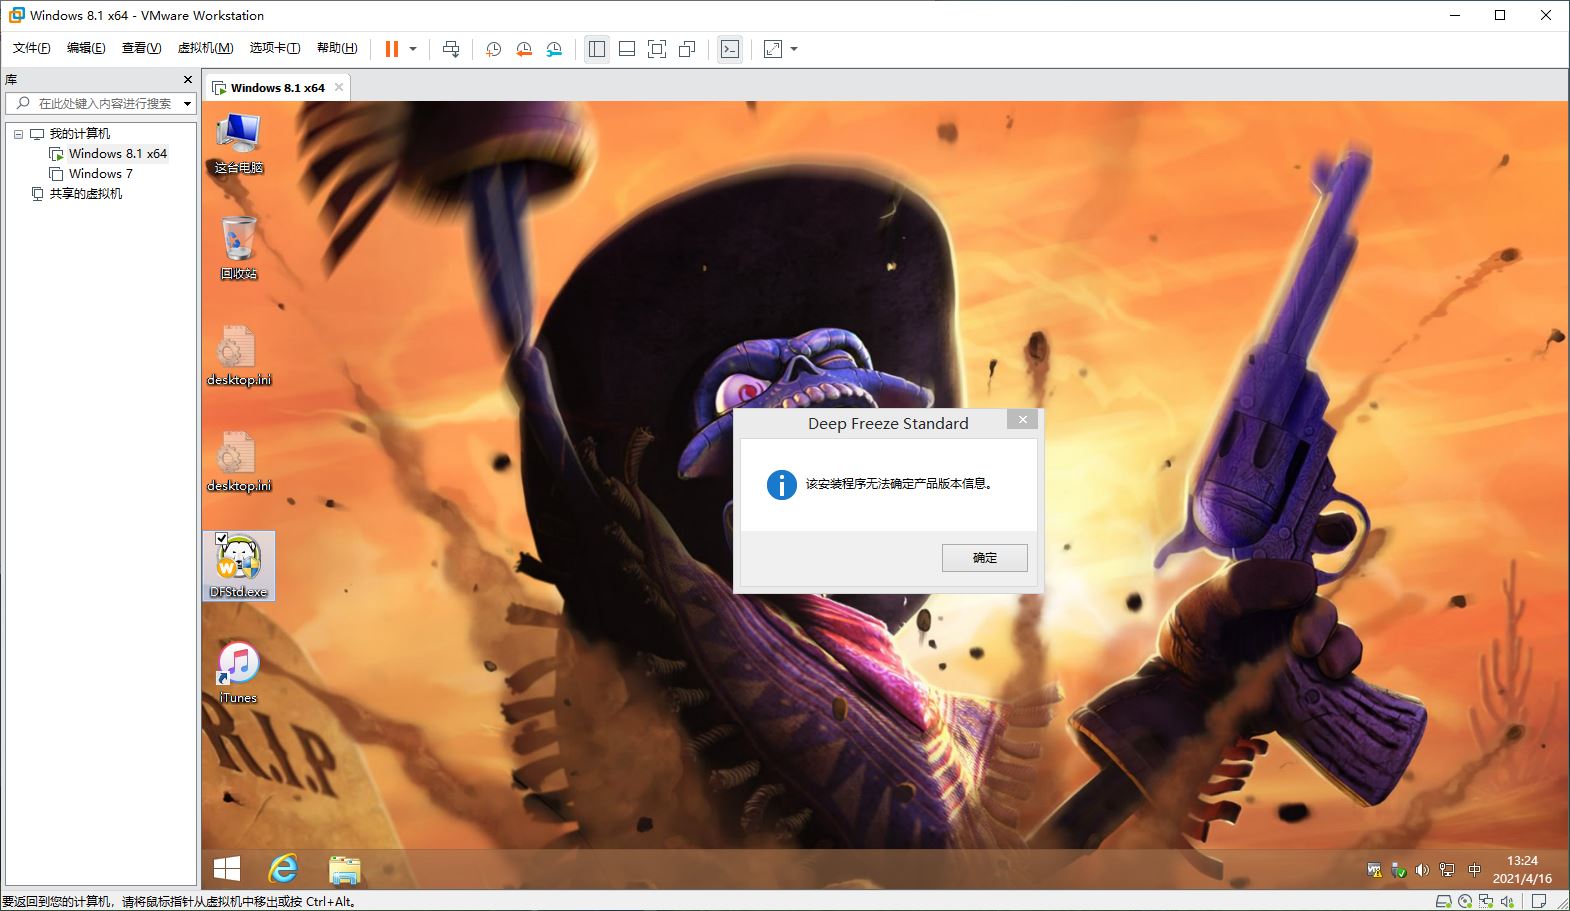 Windows 8.1 x64 - VMware Workstation
文件(F) 编辑(E) 查看(V) 虚拟机(M) 选项卡(T) 帮助(H)
库
在此处键入内容进行搜索
我的计算机
Windows 8.1 x64
Windows 7
共享的虚拟机
Windows 8.1 x64
这台电脑
回收站
desktop.ini
desktop.ini
DFStd.exe
iTunes
R.I.P
Deep Freeze Standard
该安装程序无法确定产品版本信息。
确定
中
13:24
2021/4/16
要返回到您的计算机，请将鼠标指针从虚拟机中移出或按 Ctrl+Alt。